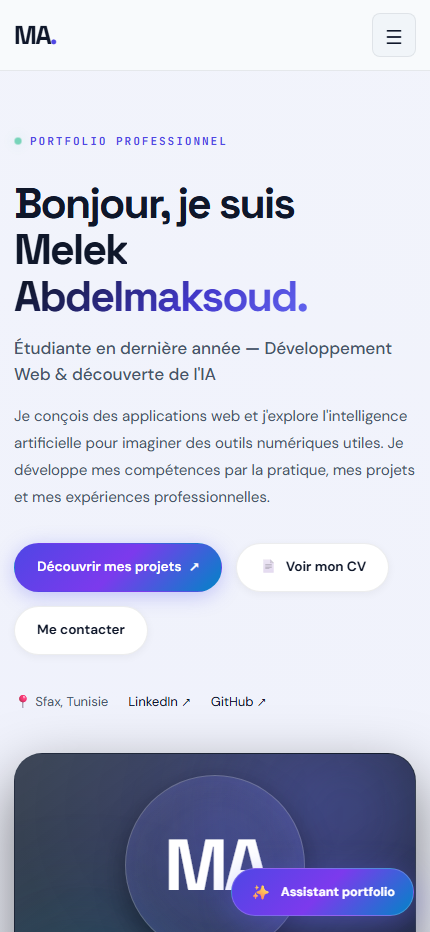 MA.
PORTFOLIO PROFESSIONNEL
Bonjour, je suis
Melek
Abdelmaksoud.
Étudiante en dernière année — Développement
Web & découverte de l'IA
Je conçois des applications web et j'explore l'intelligence
artificielle pour imaginer des outils numériques utiles. Je
développe mes compétences par la pratique, mes projets
et mes expériences professionnelles.
Découvrir mes projets ↗
Voir mon CV
Me contacter
Sfax, Tunisie LinkedIn ↗ GitHub ↗
MA
Assistant portfolio